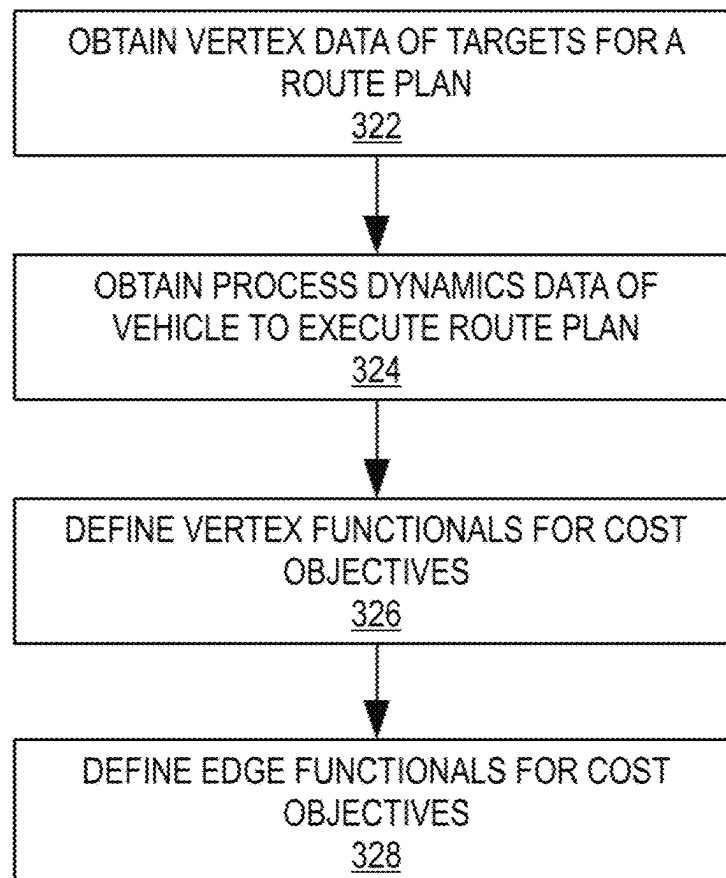 OBTAIN VERTEX DATA OF TARGETS FOR A
ROUTE PLAN
322
OBTAIN PROCESS DYNAMICS DATA OF
VEHICLE TO EXECUTE ROUTE PLAN
324
DEFINE VERTEX FUNCTIONALS FOR COST
OBJECTIVES
326
DEFINE EDGE FUNCTIONALS FOR COST
OBJECTIVES
328